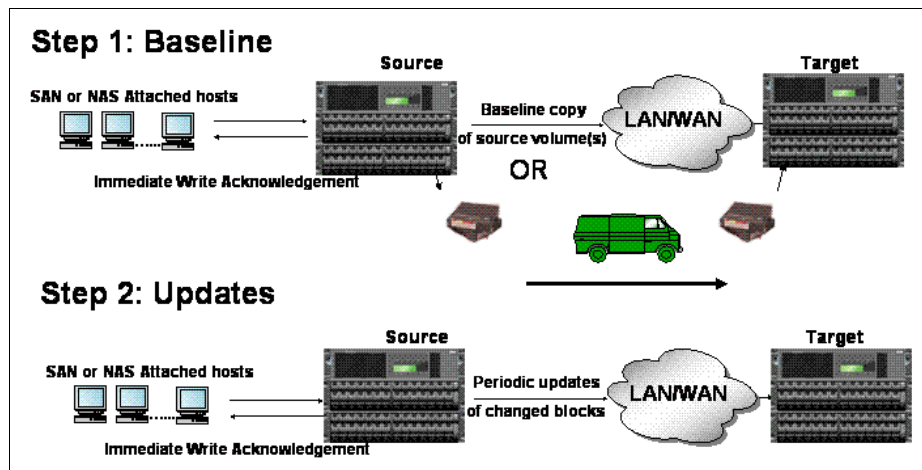 Step 1: Baseline
Source
Target
SAN or NAS Attached hosts
Baseline copy
of source volume(s)
LAN/WAN
OR
Immediate Write Acknowledgement
Step 2: Updates
Source
Target
SAN or NAS Attached hosts
Periodic updates
of changed blocks
LAN/WAN
Immediate Write Acknowledgement